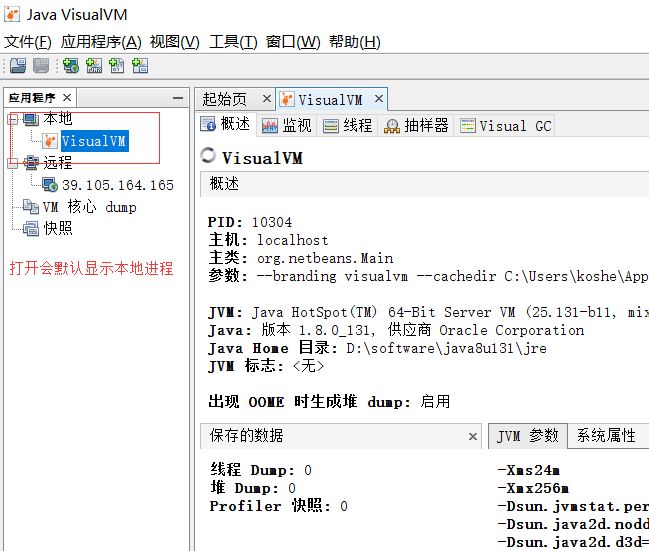 Java VisualVM
文件(F) 应用程序(A) 视图(V) 工具(T) 窗口(W) 帮助(H)
应用程序 ×
本地
VisualVM
远程
39.105.164.165
VM 核心 dump
快照
打开会默认显示本地进程
起始页 × VisualVM ×
概述 监视 线程 抽样器 Visual GC
VisualVM
概述
PID: 10304
主机: localhost
主类: org.netbeans.Main
参数: --branding visualvm --cachedir C:\Users\koshe\App
JVM: Java HotSpot(TM) 64-Bit Server VM (25.131-b11, mix
Java: 版本 1.8.0_131, 供应商 Oracle Corporation
Java Home 目录: D:\software\java8u131\jre
JVM 标志: <无>
出现 OOME 时生成堆 dump: 启用
保存的数据 ×
线程 Dump: 0
堆 Dump: 0
Profiler 快照: 0
JVM 参数 系统属性
-Xms24m
-Xmx256m
-Dsun.jvmstat.per
-Dsun.java2d.nodd
-Dsun.java2d.d3d=